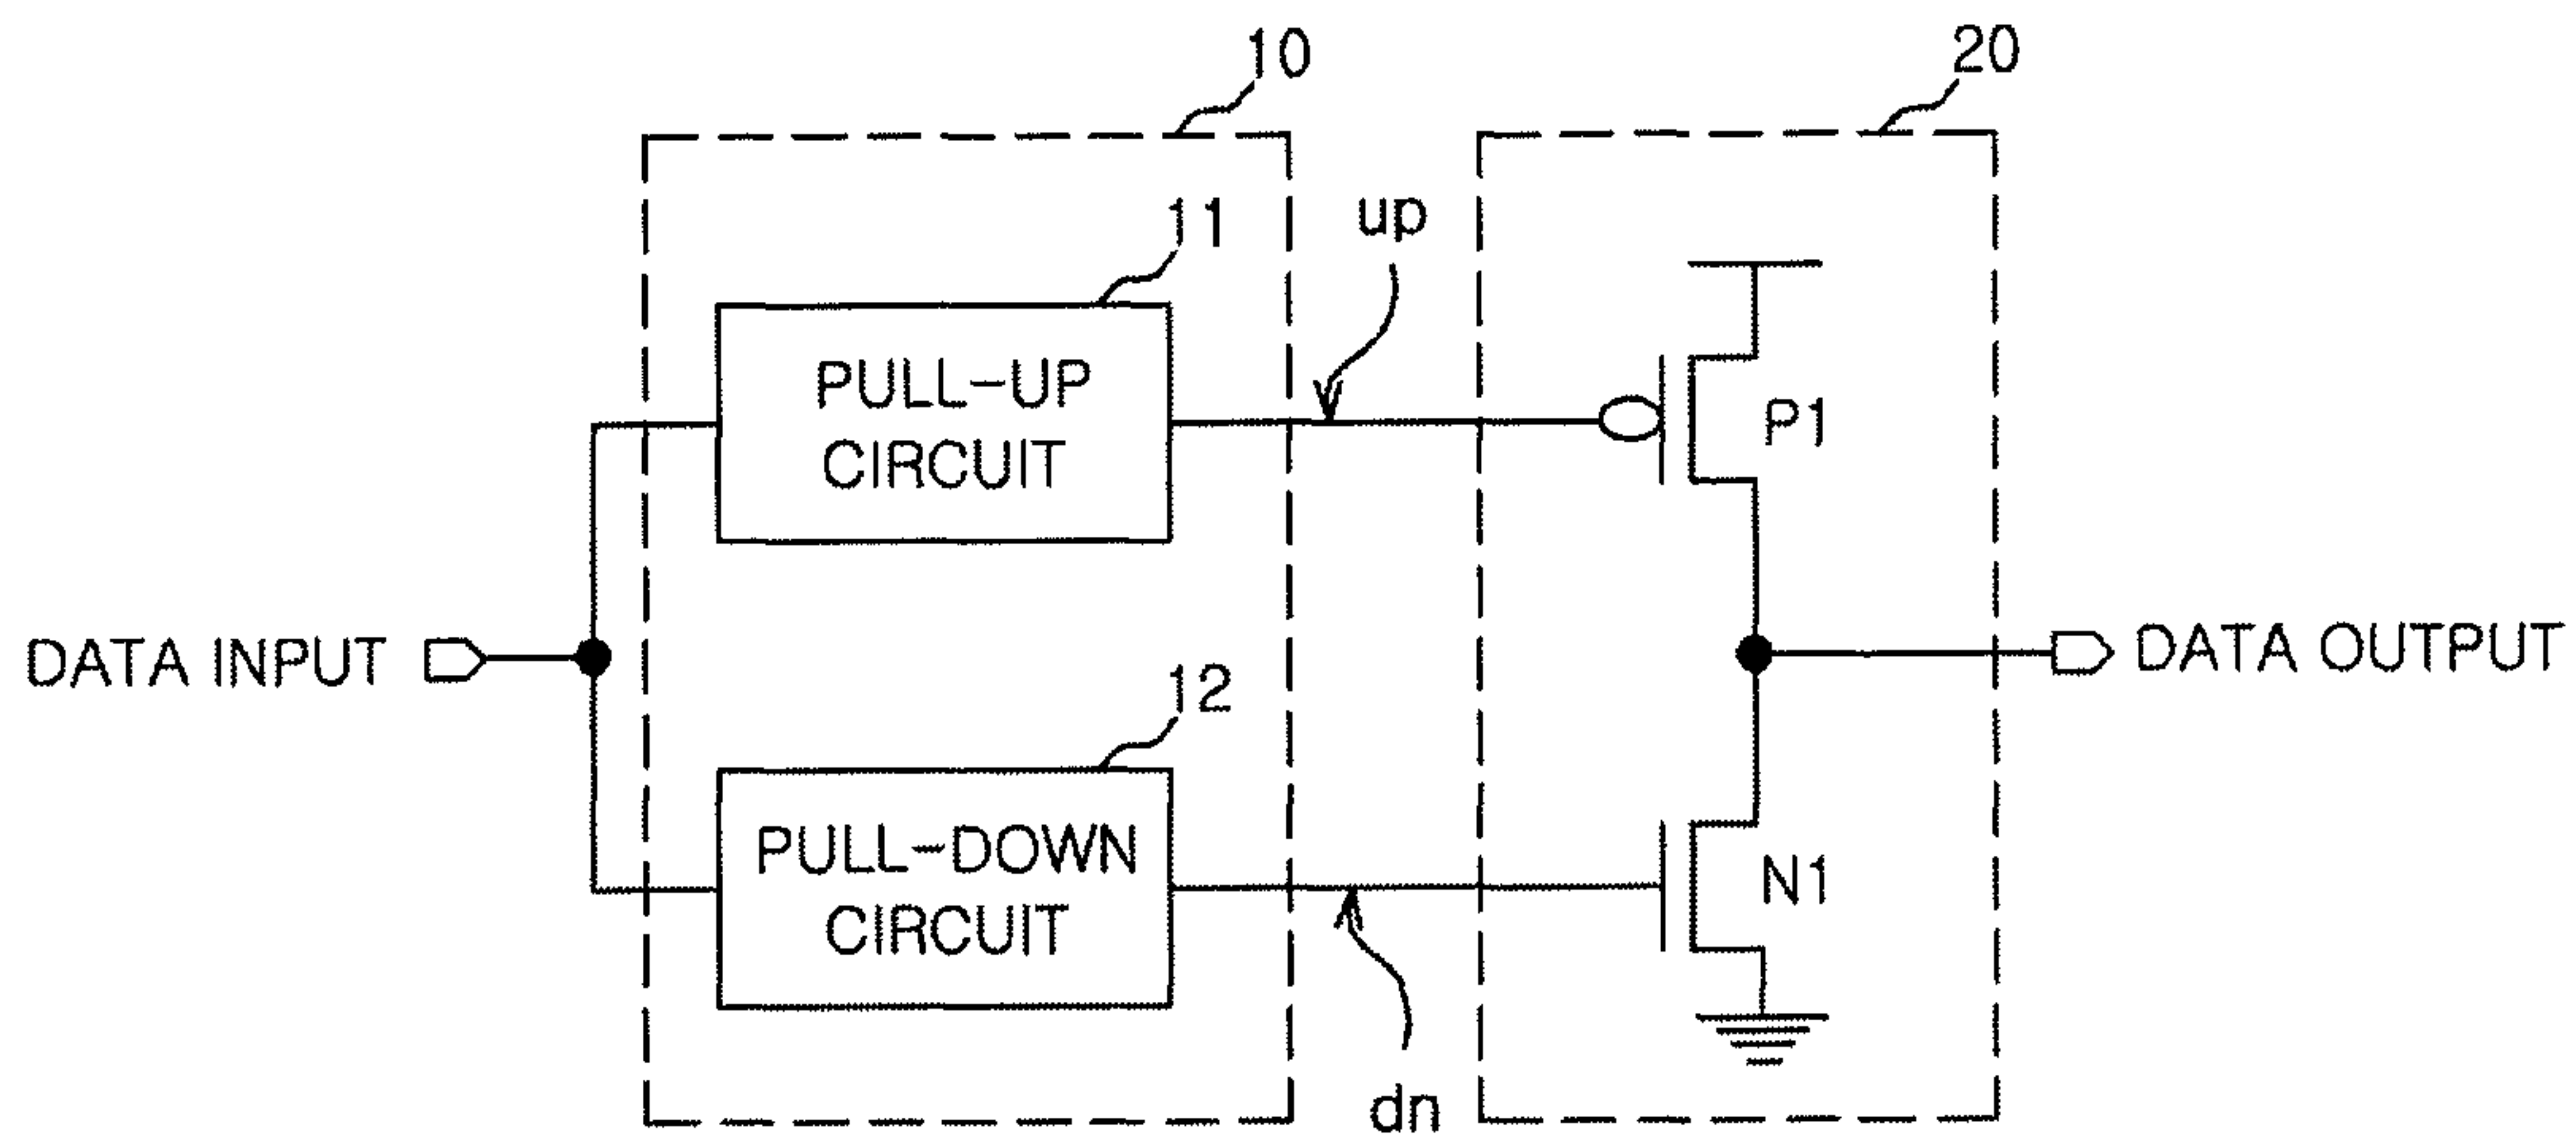 10
20
11
up
PULL-UP
CIRCUIT
P1
DATA INPUT
DATA OUTPUT
12
PULL-DOWN
CIRCUIT
N1
dn